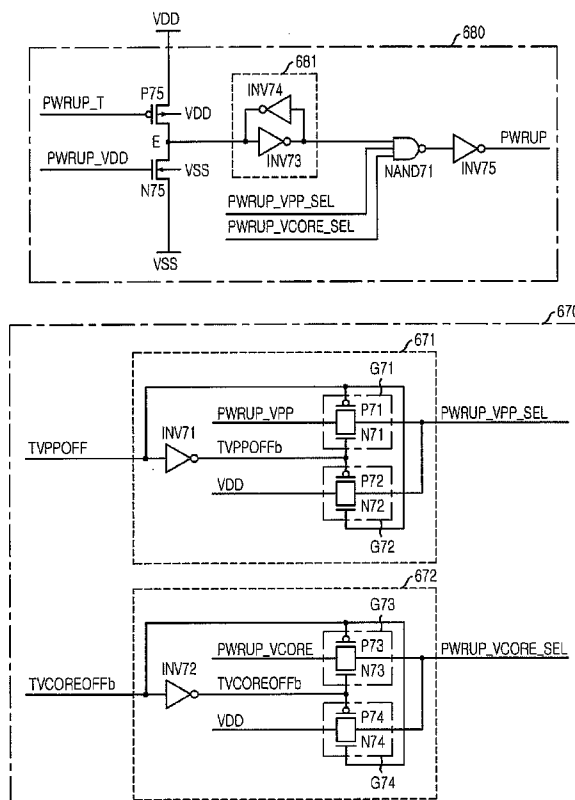 VDD
680
P75
681
INV74
PWRUP_T
VDD
E
INV73
PWRUP_VDD
VSS
N75
NAND71
INV75
PWRUP
PWRUP_VPP_SEL
PWRUP_VCORE_SEL
VSS
670
671
G71
PWRUP_VPP
P71
N71
PWRUP_VPP_SEL
INV71
TVPPOFF
TVPPOFFb
P72
VDD
N72
G72
672
G73
PWRUP_VCORE
P73
N73
PWRUP_VCORE_SEL
INV72
TVCOREOFFb
TVCOREOFFb
P74
VDD
N74
G74